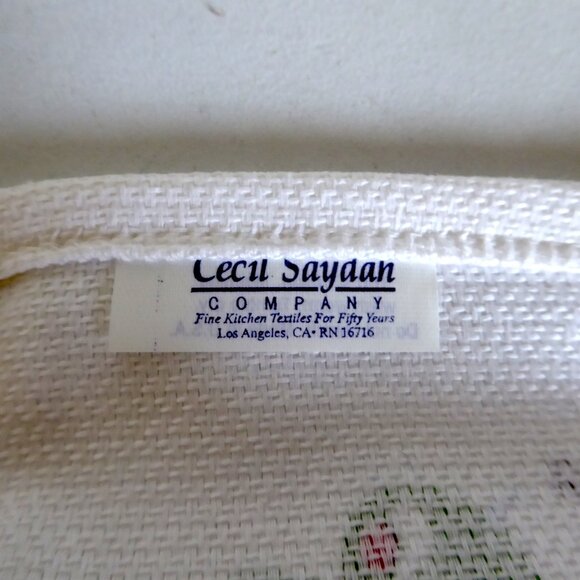 Cecil Saydah
COMPANY
Fine Kitchen Textiles For Fifty Years
Los Angeles, CA• RN 16716